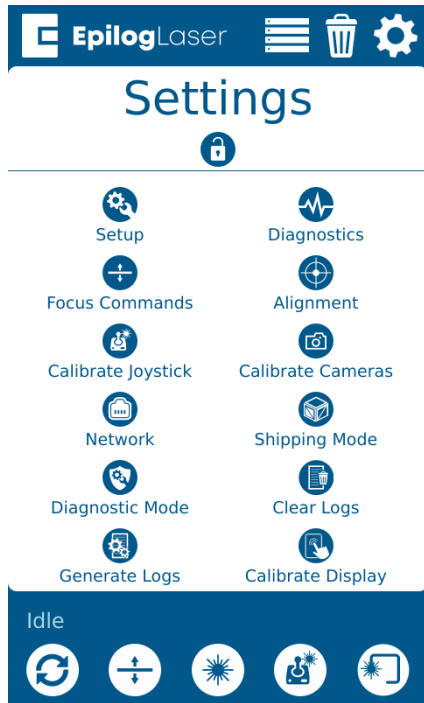 EpilogLaser
Settings
Setup
Diagnostics
Focus Commands
Alignment
Calibrate Joystick
Calibrate Cameras
Network
Shipping Mode
Diagnostic Mode
Clear Logs
Generate Logs
Calibrate Display
Idle